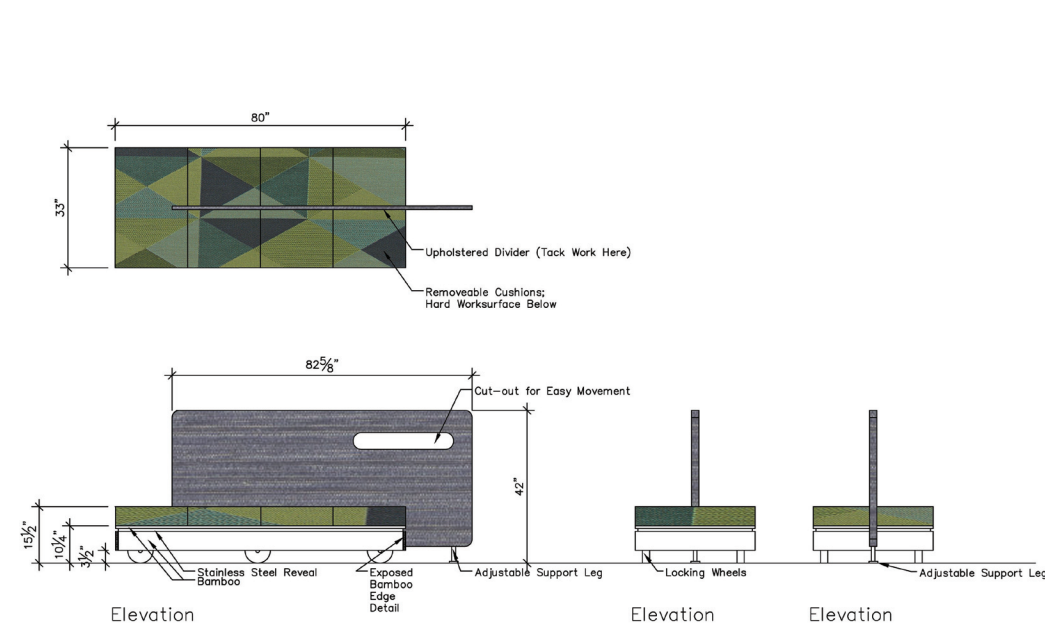 80"
33"
Upholstered Divider (Tack Work Here)
Removeable Cushions;
Hard Worksurface Below
82⅝"
Cut-out for Easy Movement
42"
15½"
10¼"
3½"
Stainless Steel Reveal
Bamboo
Exposed
Bamboo
Edge
Detail
Adjustable Support Leg
Locking Wheels
Adjustable Support Leg
Elevation
Elevation
Elevation